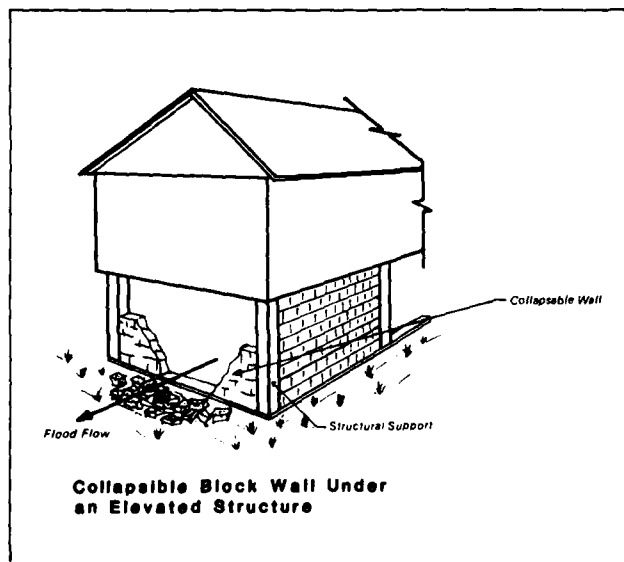 Collapsable Wall
Structural Support
Flood Flow
Collapsible Block Wall Under
an Elevated Structure